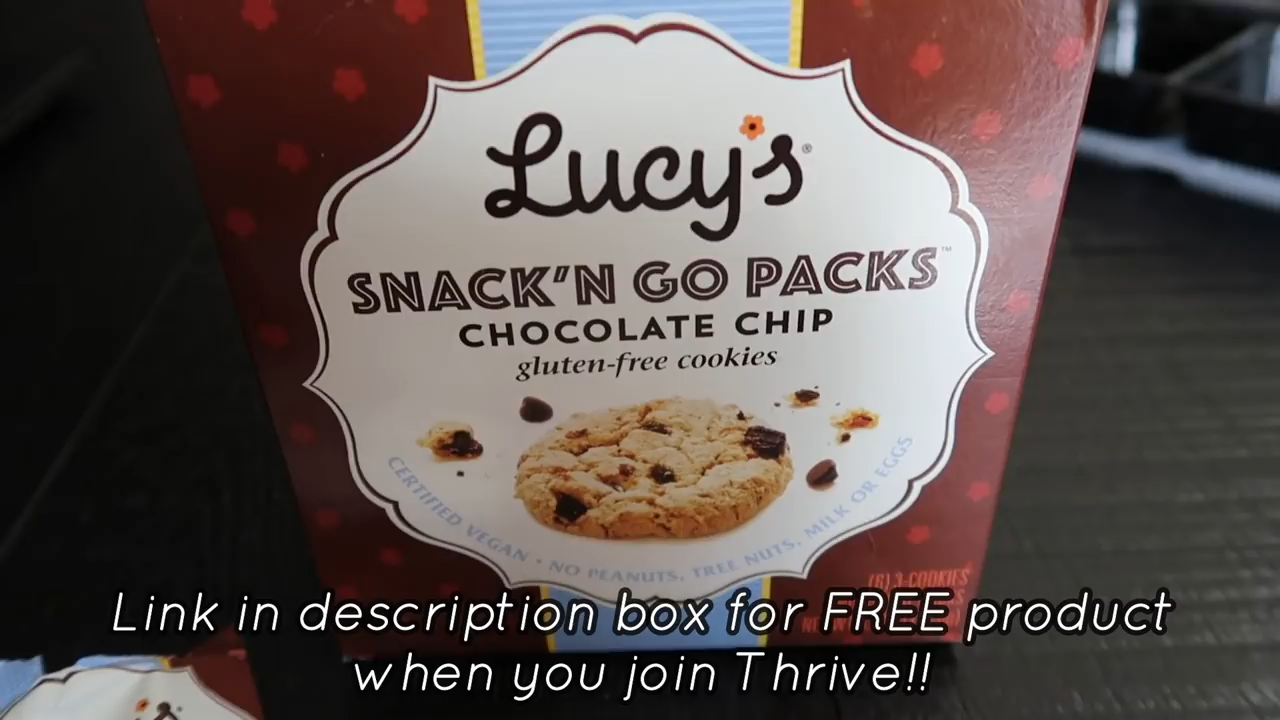 Lucy's®
SNACK'N GO PACKS™
CHOCOLATE CHIP
gluten-free cookies
CERTIFIED VEGAN • NO PEANUTS, TREE NUTS, MILK OR EGGS
(6) 3-COOKIES
Link in description box for FREE product
when you join Thrive!!